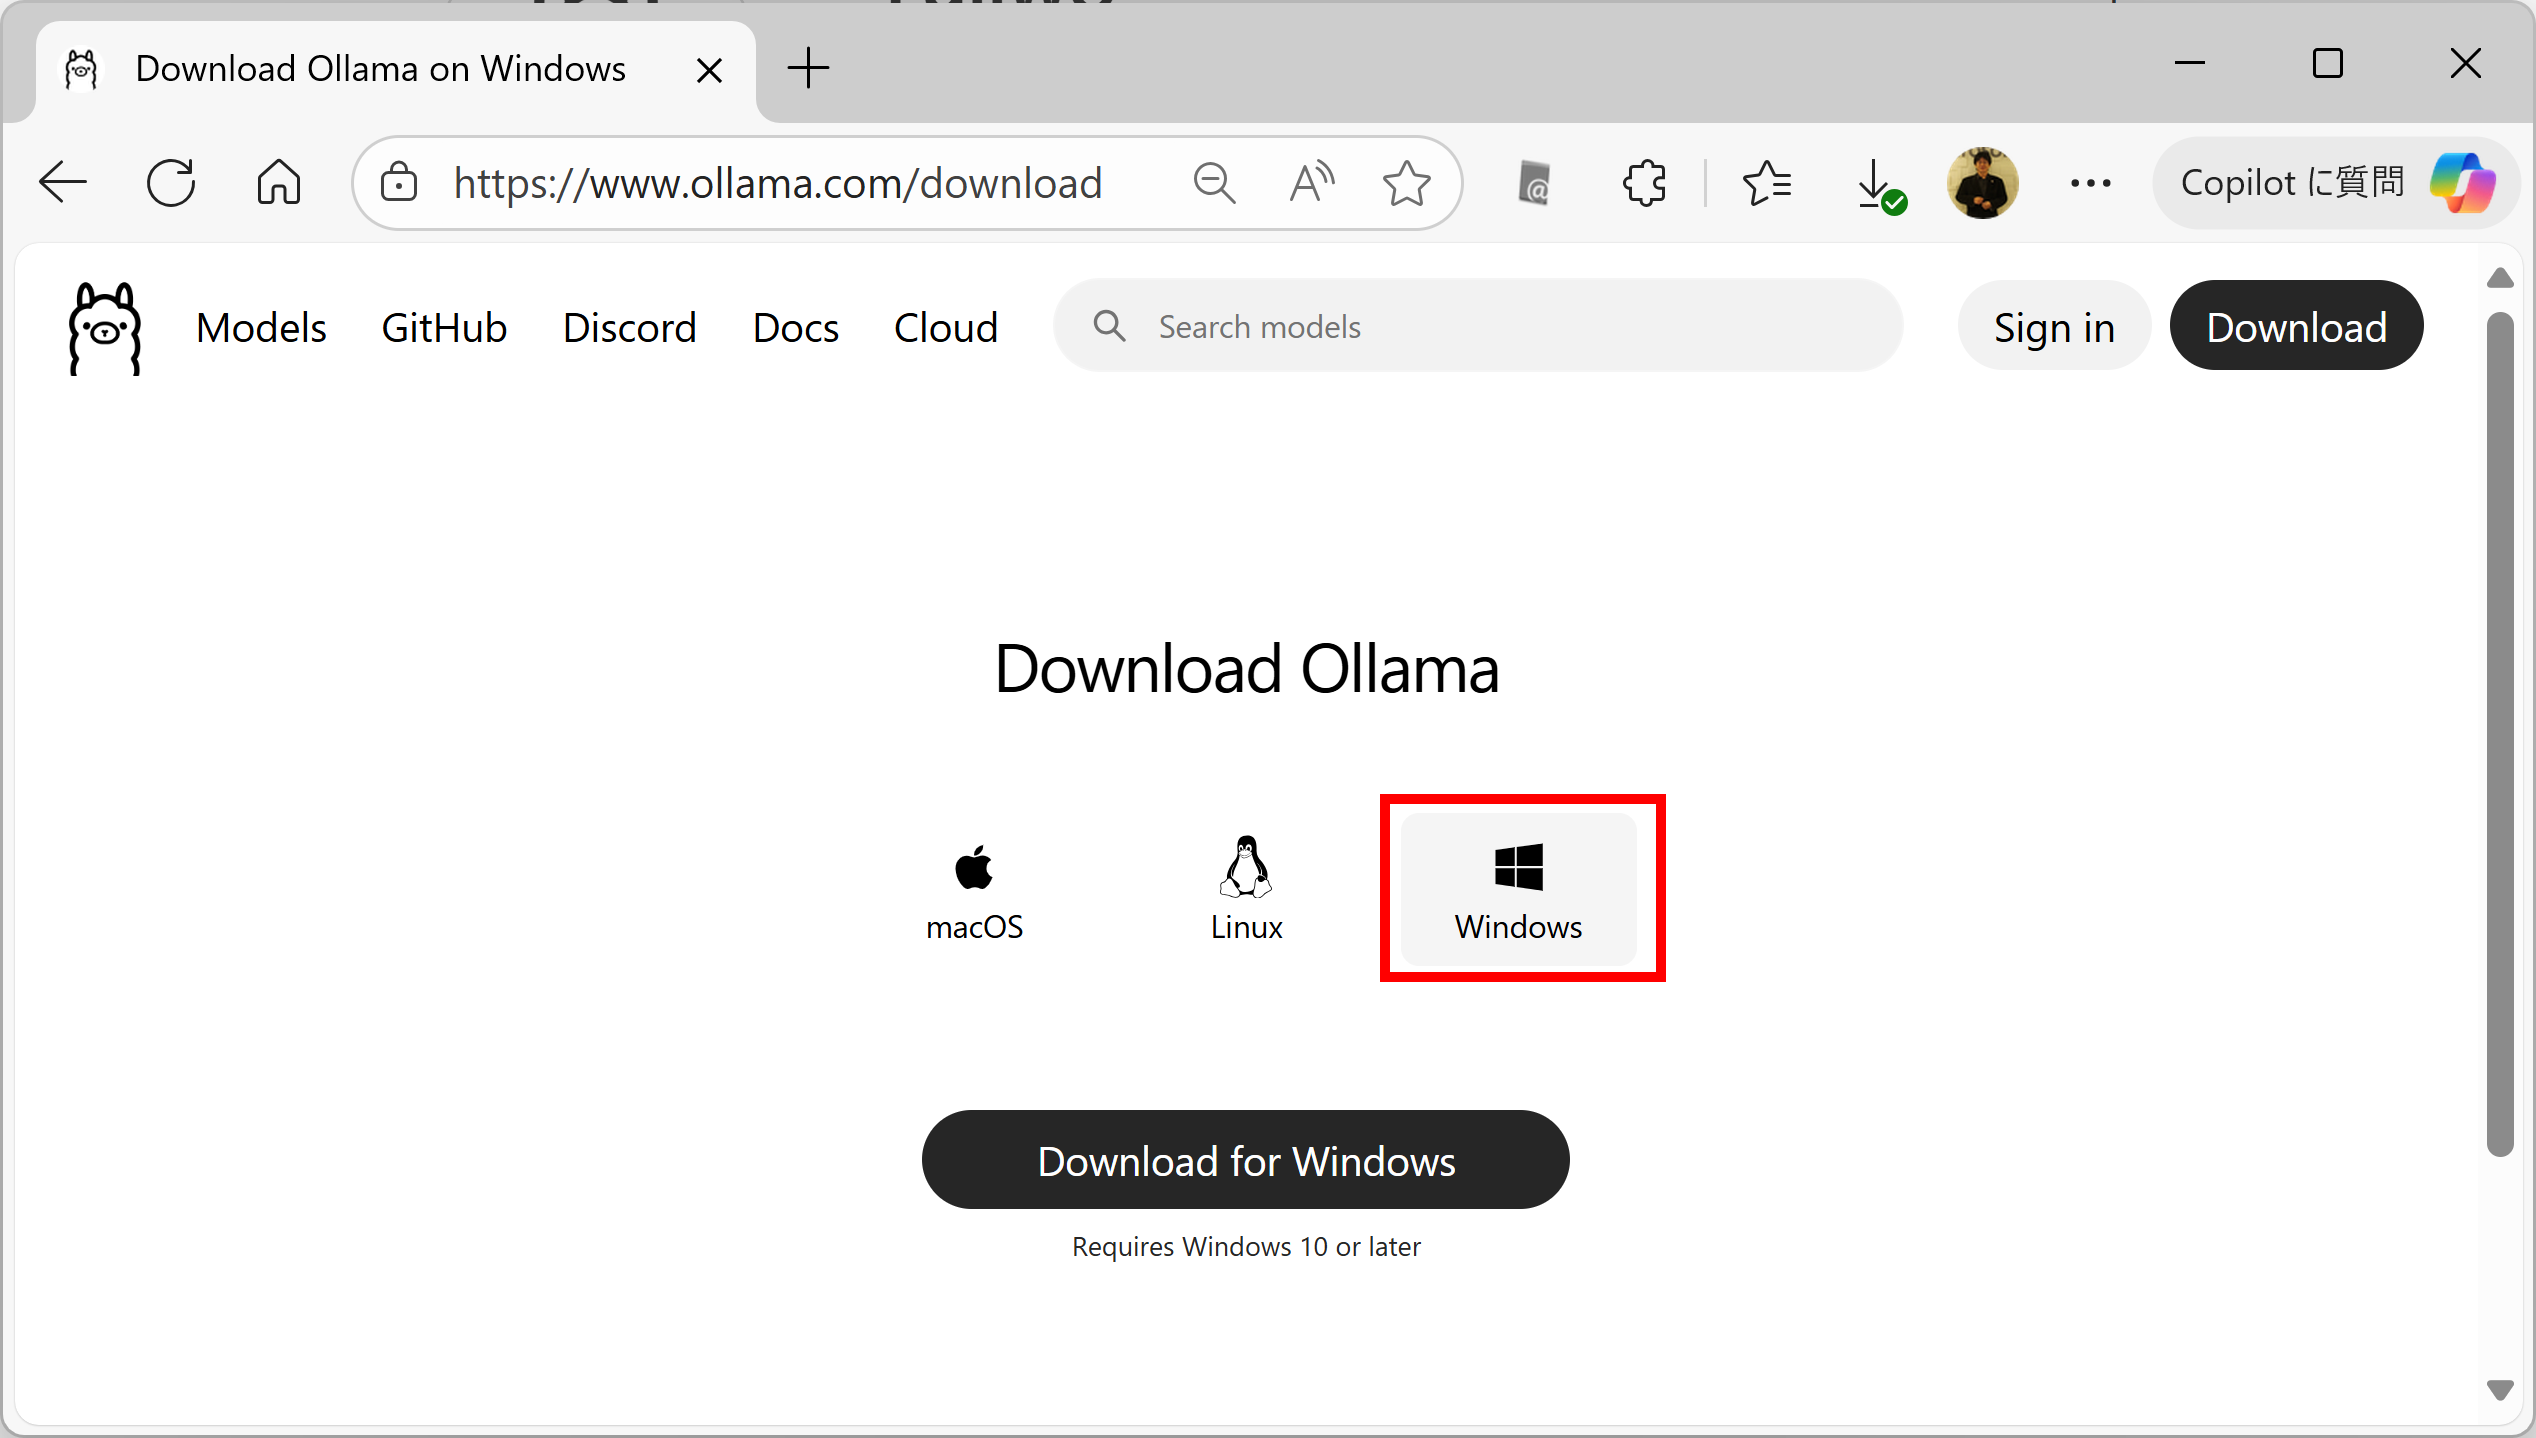 Download Ollama on Windows
https://www.ollama.com/download
Copilot に質問
Models GitHub Discord Docs Cloud Search models Sign in Download
Download Ollama
macOS Linux Windows
Download for Windows
Requires Windows 10 or later